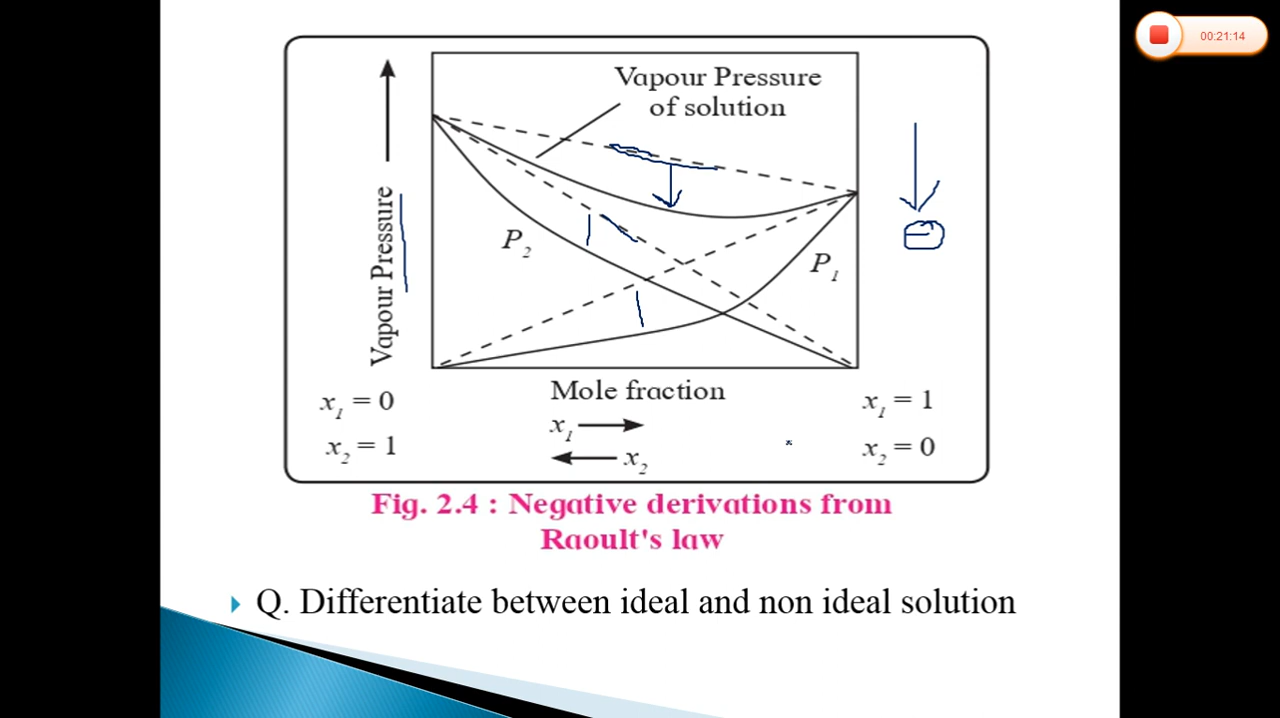 00:21:14
Vapour Pressure
of solution
Vapour Pressure
P2
P1
x1 = 0
x2 = 1
Mole fraction
x1
x2
x1 = 1
x2 = 0
Fig. 2.4 : Negative derivations from
Raoult's law
Q. Differentiate between ideal and non ideal solution